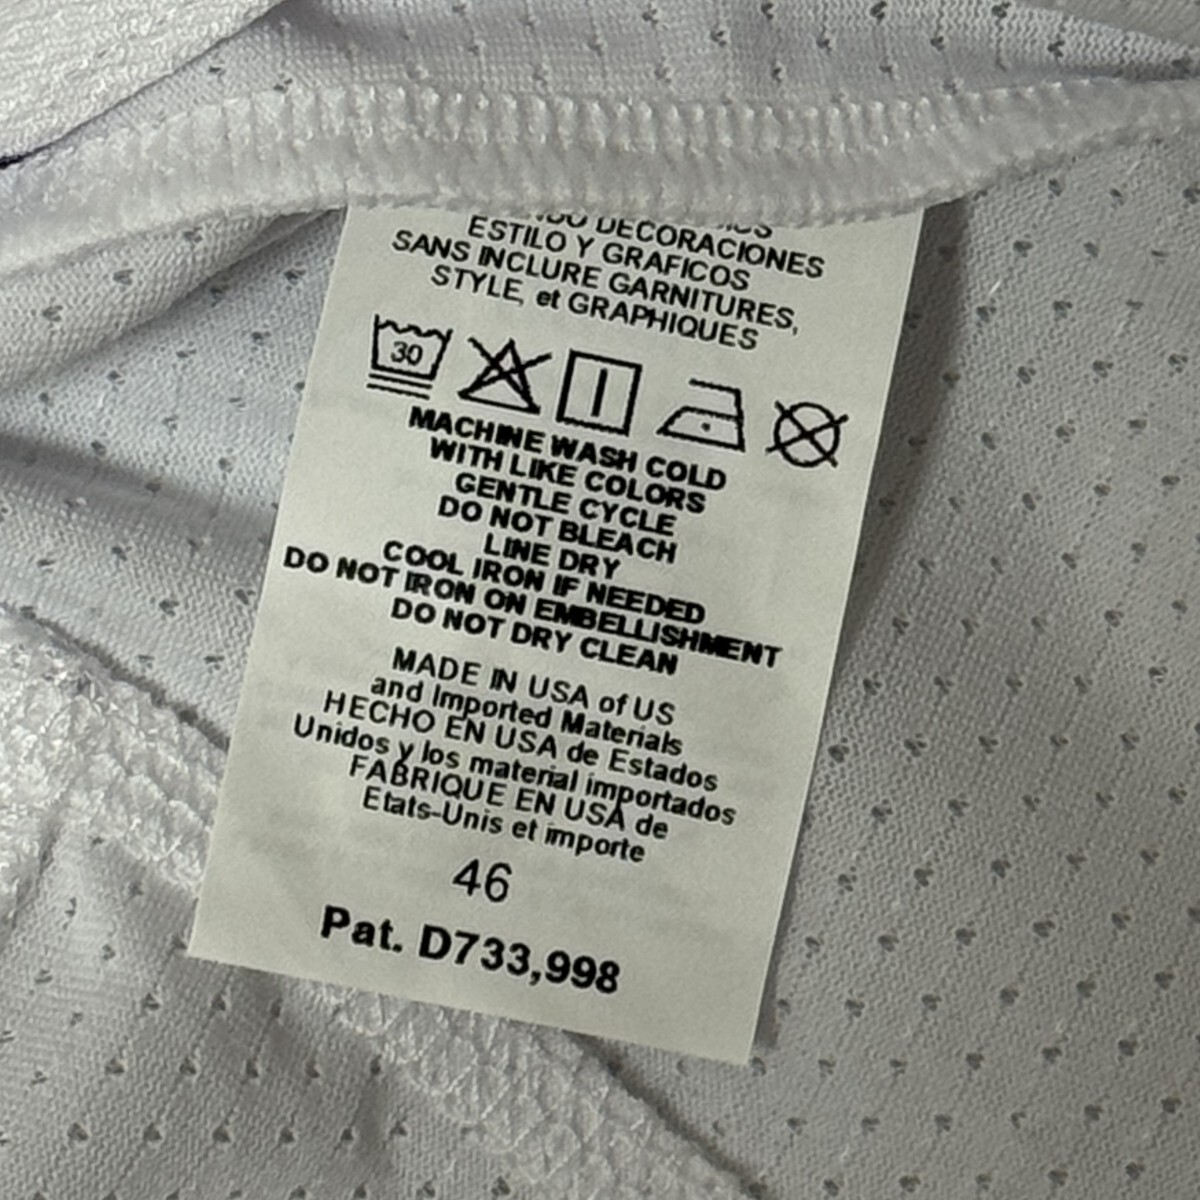 DECORACIONES
ESTILO Y GRAFICOS
SANS INCLURE GARNITURES,
STYLE, et GRAPHIQUES
30
MACHINE WASH COLD
WITH LIKE COLORS
GENTLE CYCLE
DO NOT BLEACH
LINE DRY
COOL IRON IF NEEDED
DO NOT IRON ON EMBELLISHMENT
DO NOT DRY CLEAN
MADE IN USA of US
and Imported Materials
HECHO EN USA de Estados
Unidos y los material importados
FABRIQUE EN USA de
Etats-Unis et importe
46
Pat. D733,998